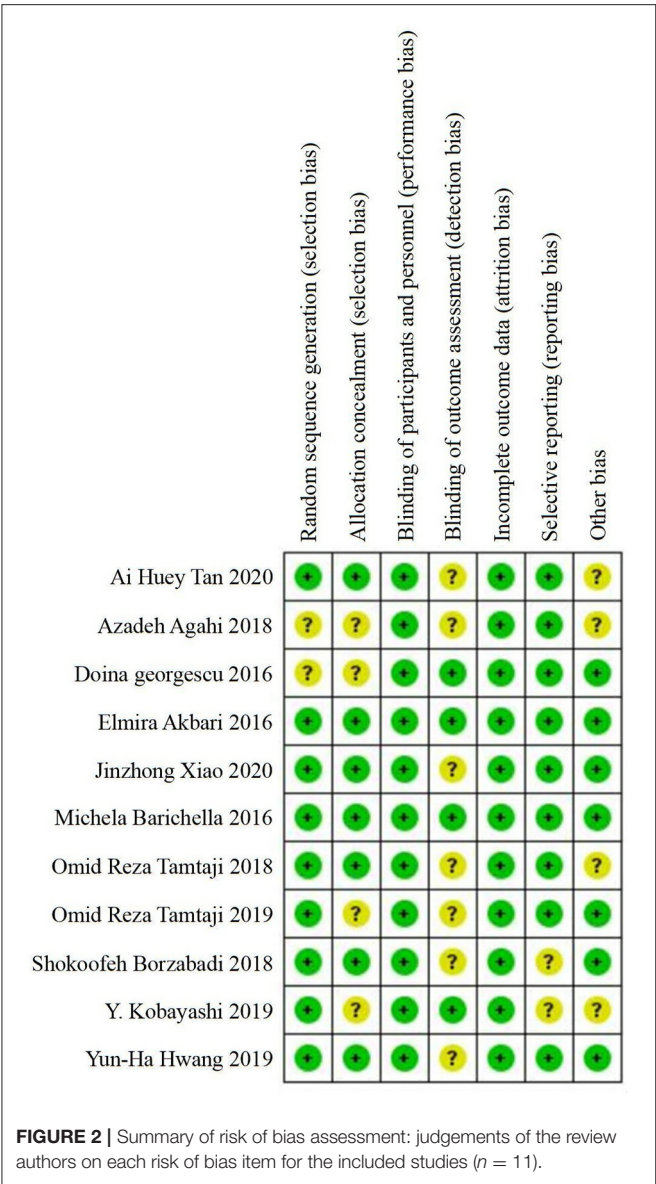 Random sequence generation (selection bias)
Allocation concealment (selection bias)
Blinding of participants and personnel (performance bias)
Blinding of outcome assessment (detection bias)
Incomplete outcome data (attrition bias)
Selective reporting (reporting bias)
Other bias
Ai Huey Tan 2020 + + + ? + + ?
Azadeh Agahi 2018 ? ? + ? + + ?
Doina georgescu 2016 ? ? + + + + +
Elmira Akbari 2016 + + + + + + +
Jinzhong Xiao 2020 + + + ? + + +
Michela Barichella 2016 + + + + + + +
Omid Reza Tamtaji 2018 + + + ? + + ?
Omid Reza Tamtaji 2019 + ? + ? + + +
Shokoofeh Borzabadi 2018 + + + ? + ? +
Y. Kobayashi 2019 + ? + + + ? ?
Yun-Ha Hwang 2019 + + + ? + + +
FIGURE 2 | Summary of risk of bias assessment: judgements of the review
authors on each risk of bias item for the included studies (n = 11).